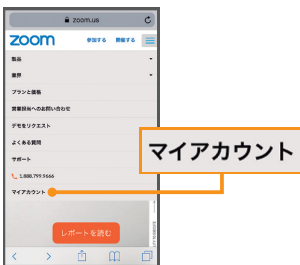 zoom.us
zoom
参加する 開催する
製品
業界
プランと価格
営業担当へのお問い合わせ
デモをリクエスト
よくある質問
サポート
1.888.799.9666
マイアカウント
マイアカウント
レポートを読む